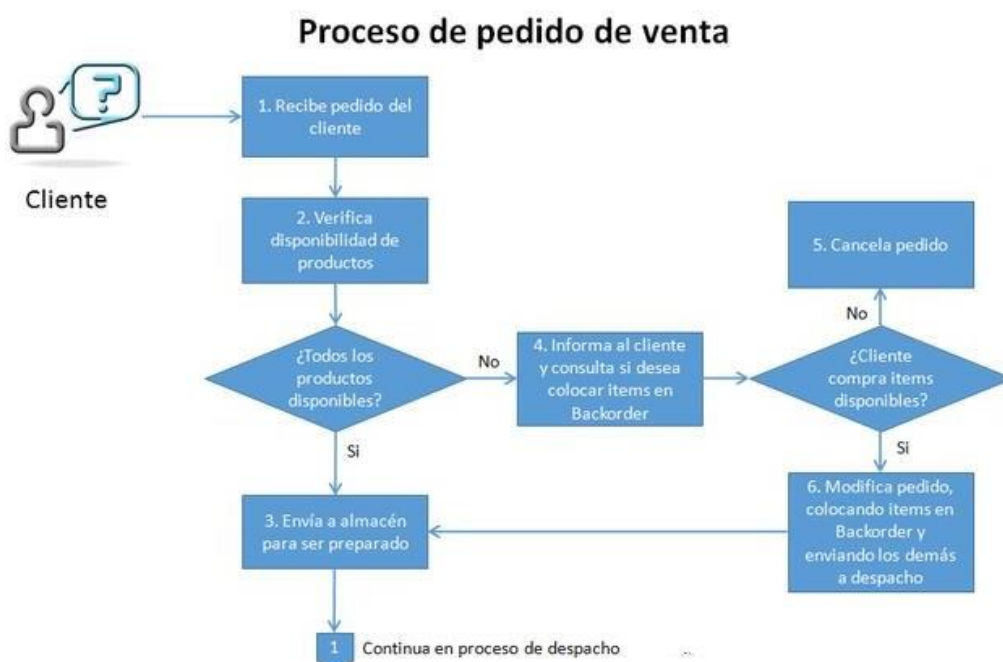 Proceso de pedido de venta
?
Cliente
1. Recibe pedido del
cliente
2. Verifica
disponibilidad de
productos
¿Todos los
productos
disponibles?
No
Si
3. Envía a almacén
para ser preparado
4. Informa al cliente
y consulta si desea
colocar items en
Backorder
¿Cliente
compra items
disponibles?
No
5. Cancela pedido
Si
6. Modifica pedido,
colocando items en
Backorder y
enviando los demás
a despacho
1 Continua en proceso de despacho